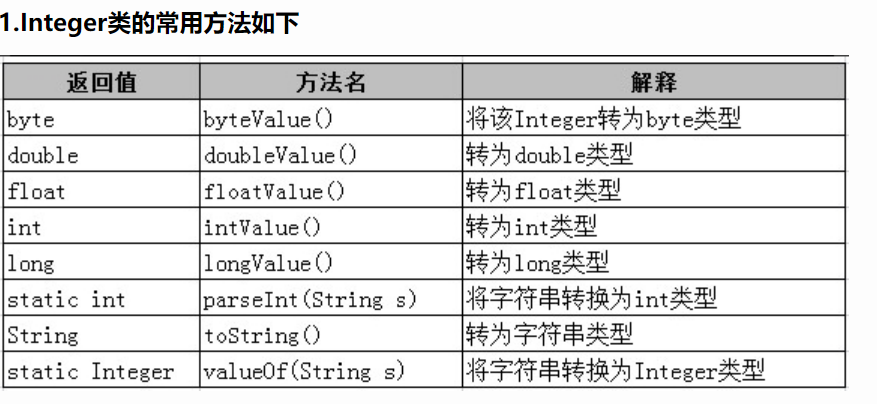 1.Integer类的常用方法如下
返回值 方法名 解释
byte byteValue() 将该Integer转为byte类型
double doubleValue() 转为double类型
float floatValue() 转为float类型
int intValue() 转为int类型
long longValue() 转为long类型
static int parseInt(String s) 将字符串转换为int类型
String toString() 转为字符串类型
static Integer valueOf(String s) 将字符串转换为Integer类型